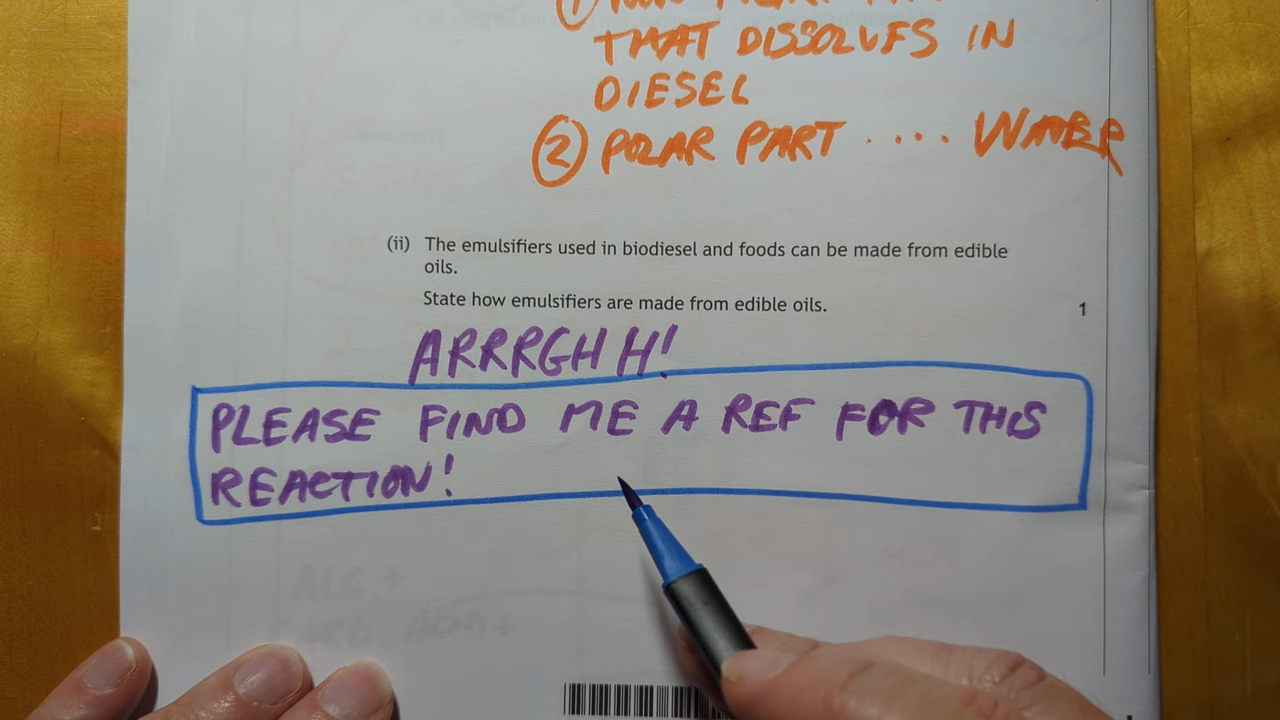 THAT DISSOLVES IN
DIESEL
② POLAR PART .... WATER
(ii) The emulsifiers used in biodiesel and foods can be made from edible
oils.
State how emulsifiers are made from edible oils.
1
ARRRGHH!
PLEASE FIND ME A REF FOR THIS
REACTION!